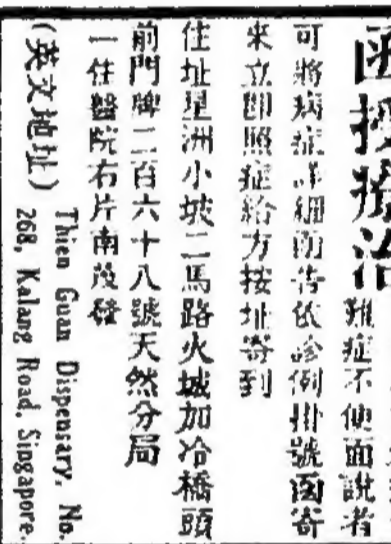 函授接治
難症不便面說者
可將病症詳細函告依診例掛號函寄
來立即照症給方按址寄到
住址星洲小坡二馬路火城加冷橋頭
前門牌二百六十八號天然分局
一住醫院右片南茂發
(英文地址) Thien Guan Dispensary, No.
268, Kalang Road, Singapore.